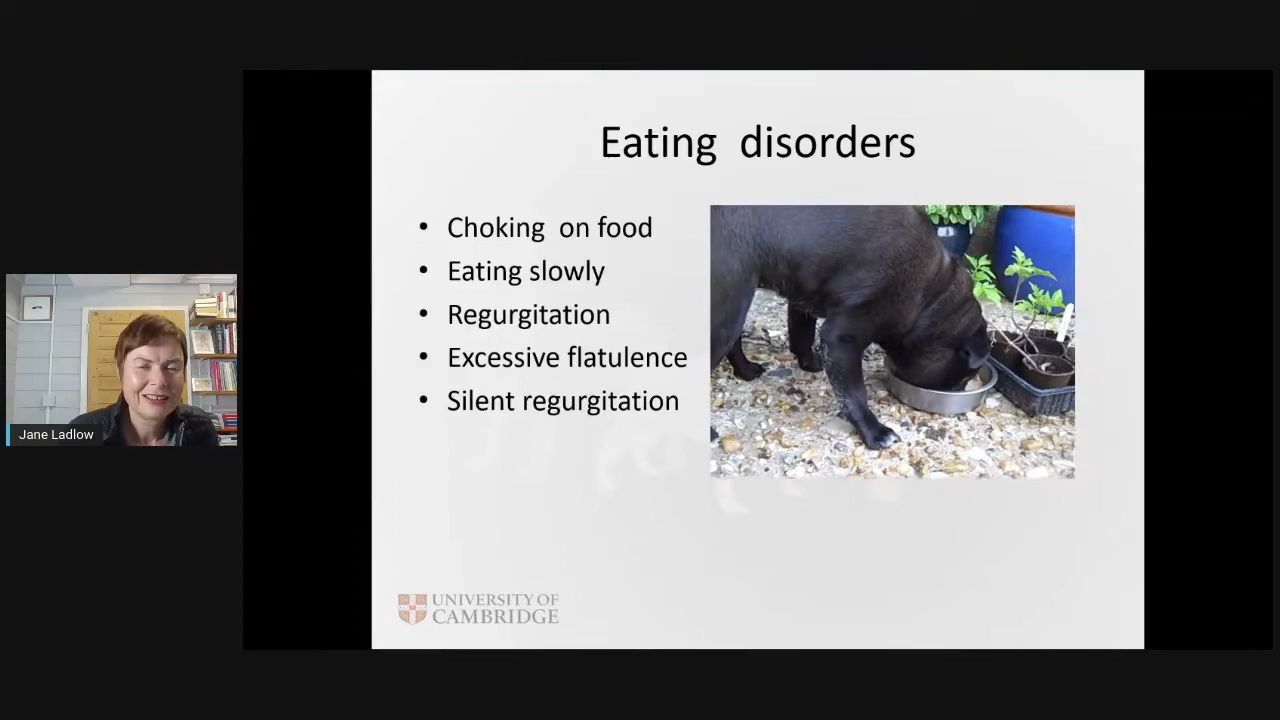 Eating disorders
• Choking on food
• Eating slowly
• Regurgitation
• Excessive flatulence
• Silent regurgitation
Jane Ladlow
UNIVERSITY OF
CAMBRIDGE